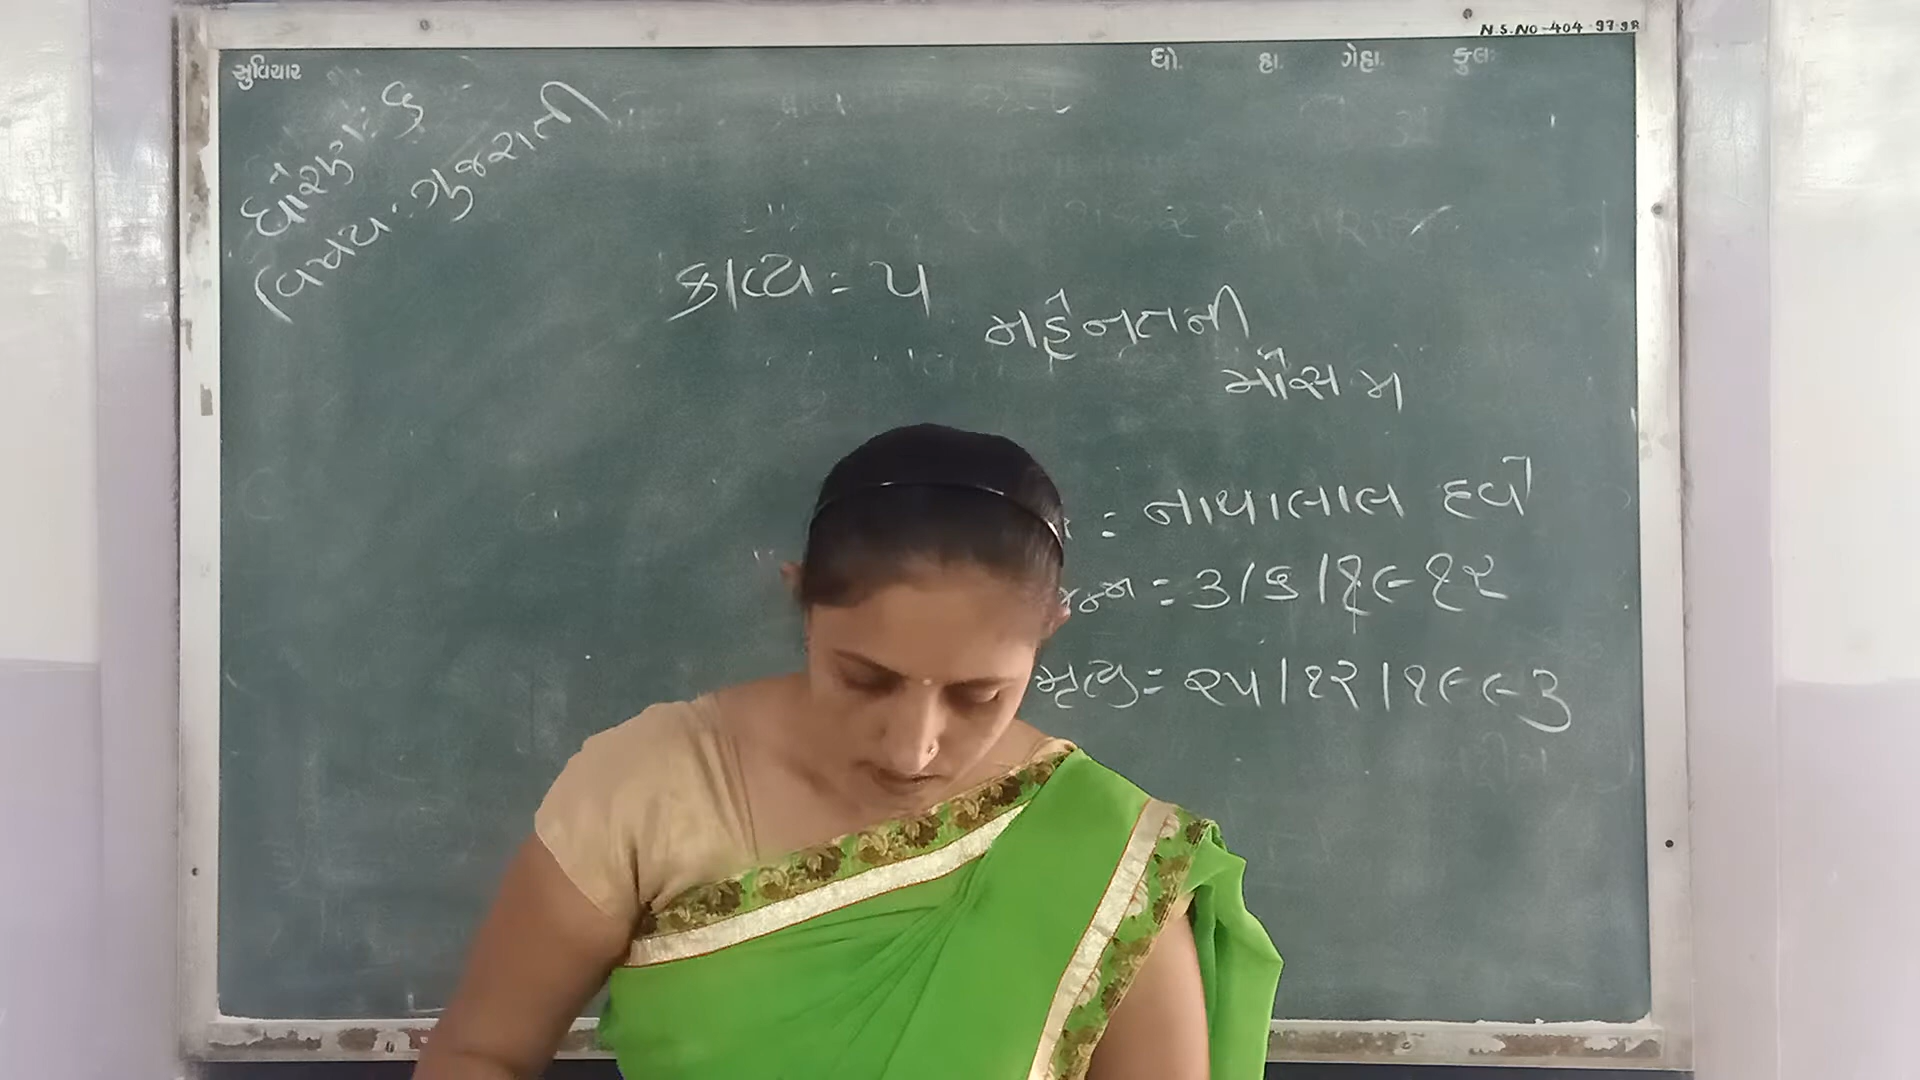 N.S.NO-404-97-98
સુવિચાર
ધો. હા. ગેહા. કુલ
ધોરણ: ૬
વિષય: ગુજરાતી
કાવ્ય = ૫
મહેનતની
મોસમ
= નાથાલાલ દવે
જન્મ = ૩/૬/૧૯૧૨
મૃત્યુ = ૨૫/૧૨/૧૯૯૩